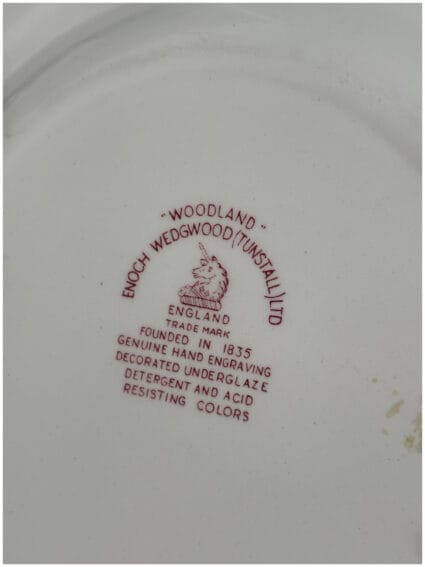 "WOODLAND"
ENOCH WEDGWOOD (TUNSTALL) LTD
ENGLAND
TRADE MARK
FOUNDED IN 1835
GENUINE HAND ENGRAVING
DECORATED UNDERGLAZE
DETERGENT AND ACID
RESISTING COLORS